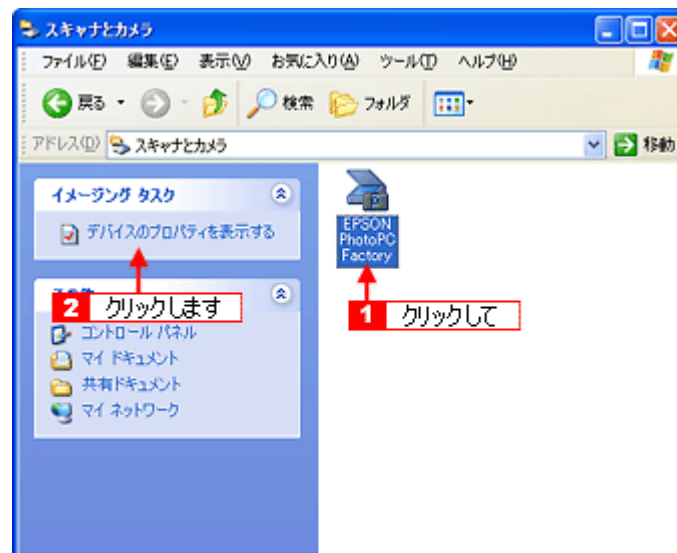 スキャナとカメラ
ファイル(F) 編集(E) 表示(V) お気に入り(A) ツール(T) ヘルプ(H)
戻る 検索 フォルダ
アドレス(D) スキャナとカメラ 移動
イメージング タスク
デバイスのプロパティを表示する
2 クリックします
コントロール パネル
マイ ドキュメント
共有ドキュメント
マイ ネットワーク
EPSON
PhotoPC
Factory
1 クリックして